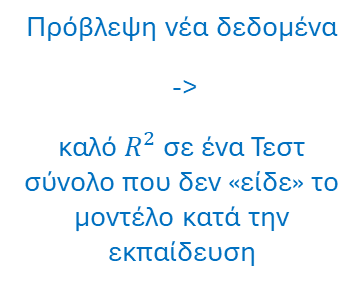 Πρόβλεψη νέα δεδομένα
->
καλό R² σε ένα Τεστ
σύνολο που δεν «είδε» το
μοντέλο κατά την
εκπαίδευση